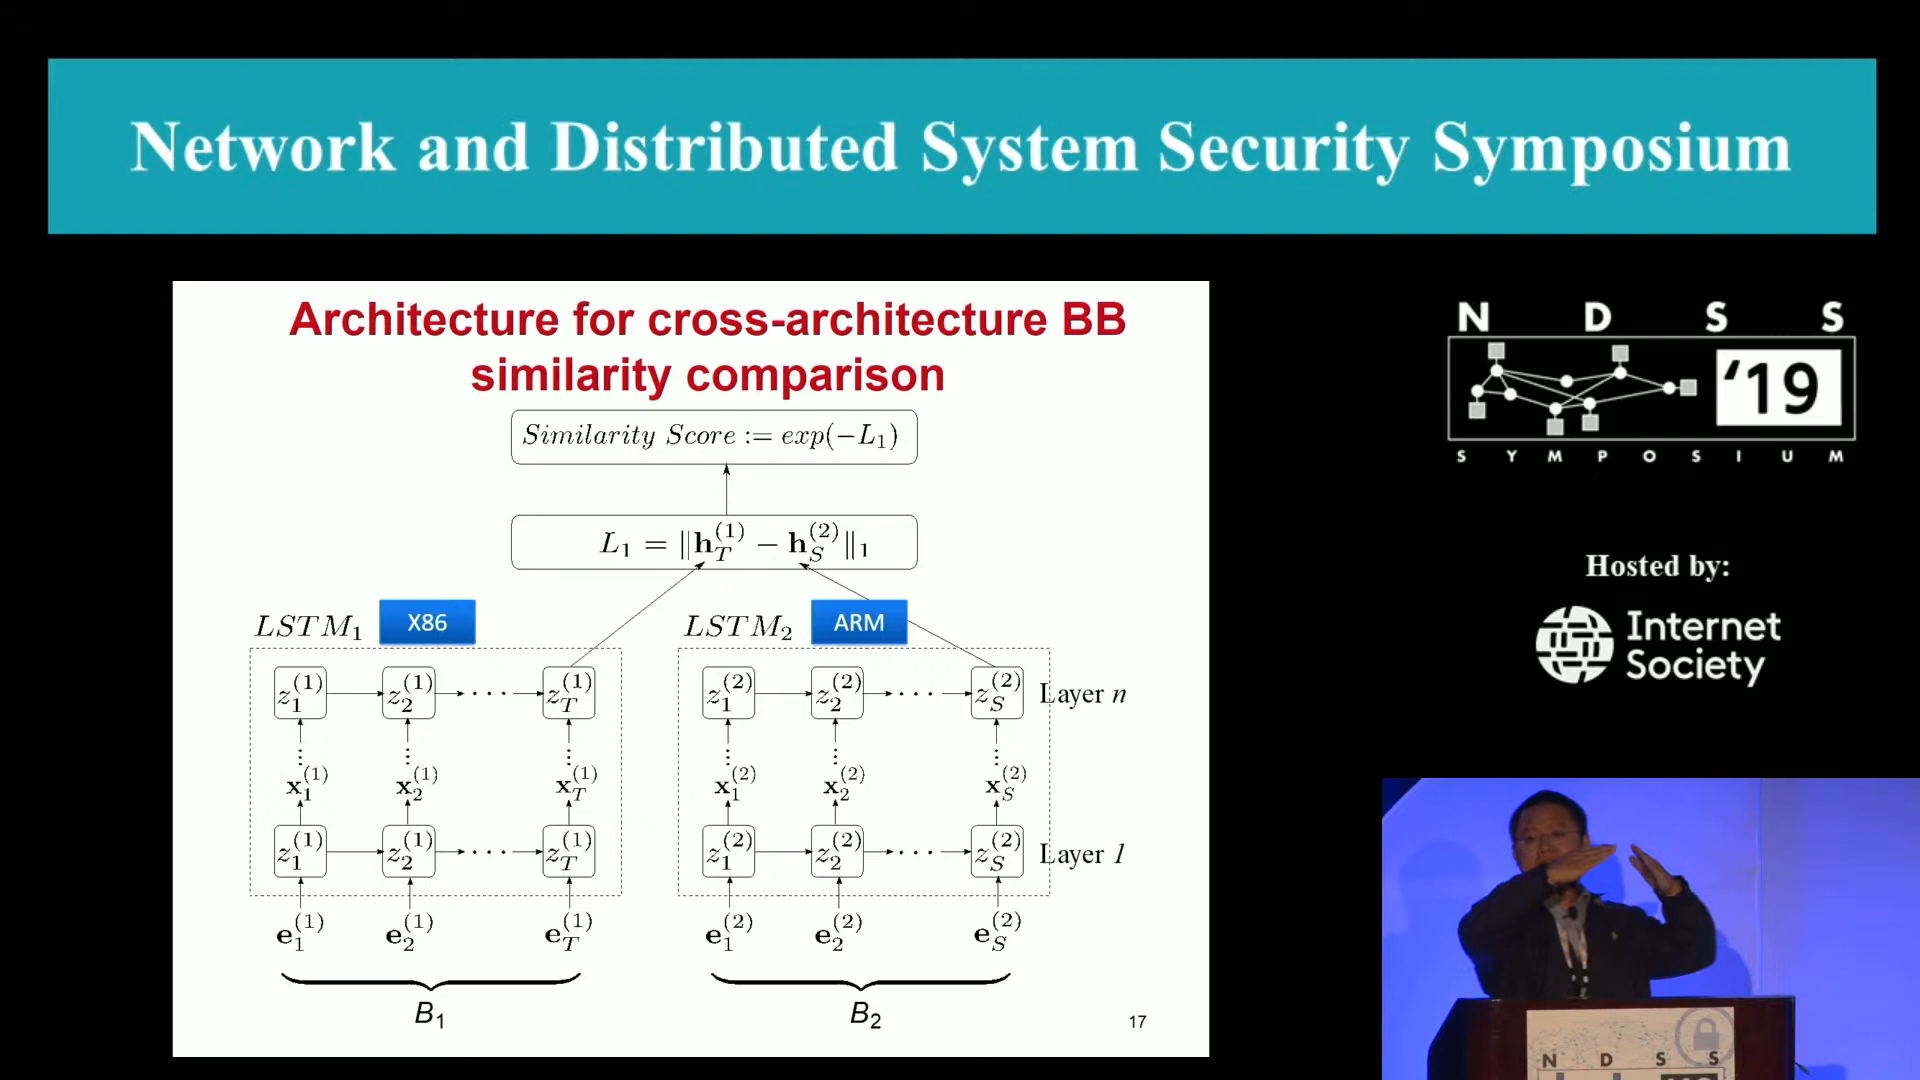 Network and Distributed System Security Symposium
Architecture for cross-architecture BB
similarity comparison
Similarity Score := exp(−L₁)
L₁ = ‖h_T^(1) − h_S^(2)‖₁
LSTM₁ X86 LSTM₂ ARM
z₁^(1) z₂^(1) ··· z_T^(1) z₁^(2) z₂^(2) ··· z_S^(2) Layer n
x₁^(1) x₂^(1) x_T^(1) x₁^(2) x₂^(2) x_S^(2)
z₁^(1) z₂^(1) ··· z_T^(1) z₁^(2) z₂^(2) ··· z_S^(2) Layer 1
e₁^(1) e₂^(1) e_T^(1) e₁^(2) e₂^(2) e_S^(2)
B₁ B₂
17
N D S S
'19
S Y M P O S I U M
Hosted by:
Internet
Society
N D S S